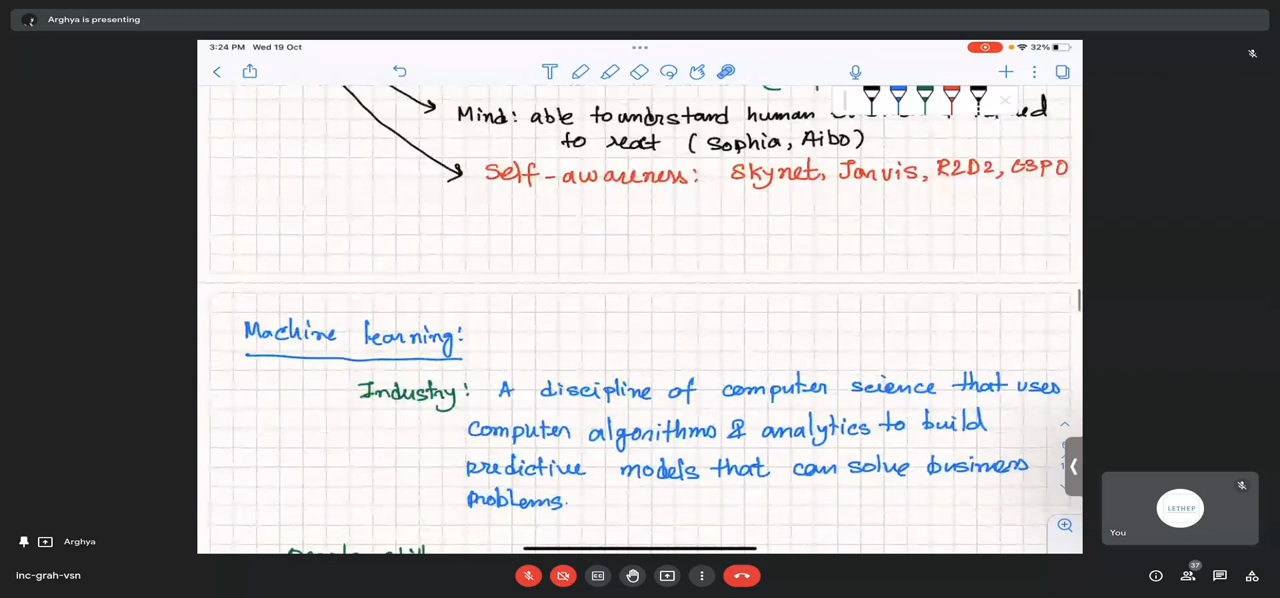 Arghya is presenting
3:24 PM Wed 19 Oct
32%
Mind: able to understand human
to react (Sophia, Aibo)
Self-awareness: Skynet, Jarvis, R2D2, C3PO
Machine learning:
Industry: A discipline of computer science that uses
computer algorithms & analytics to build
predictive models that can solve business
problems.
LETHEP
You
Arghya
inc-grah-vsn
37